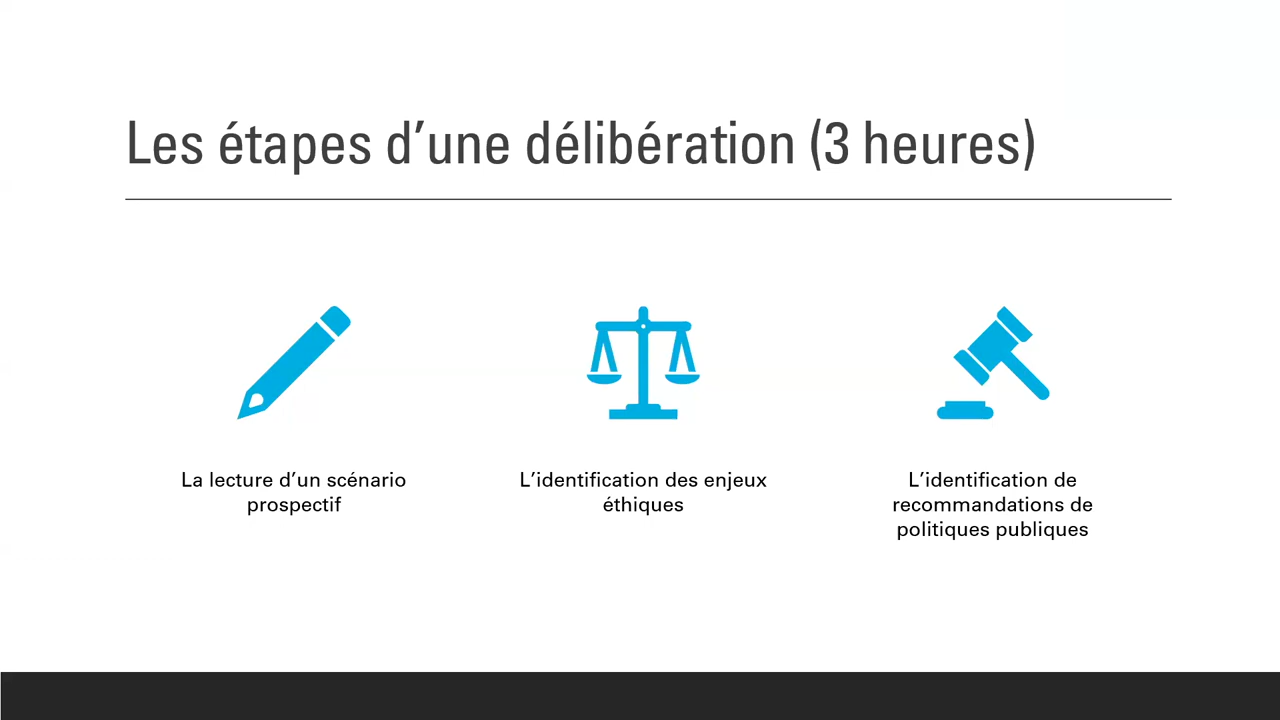 Les étapes d’une délibération (3 heures)
La lecture d’un scénario
prospectif
L’identification des enjeux
éthiques
L’identification de
recommandations de
politiques publiques